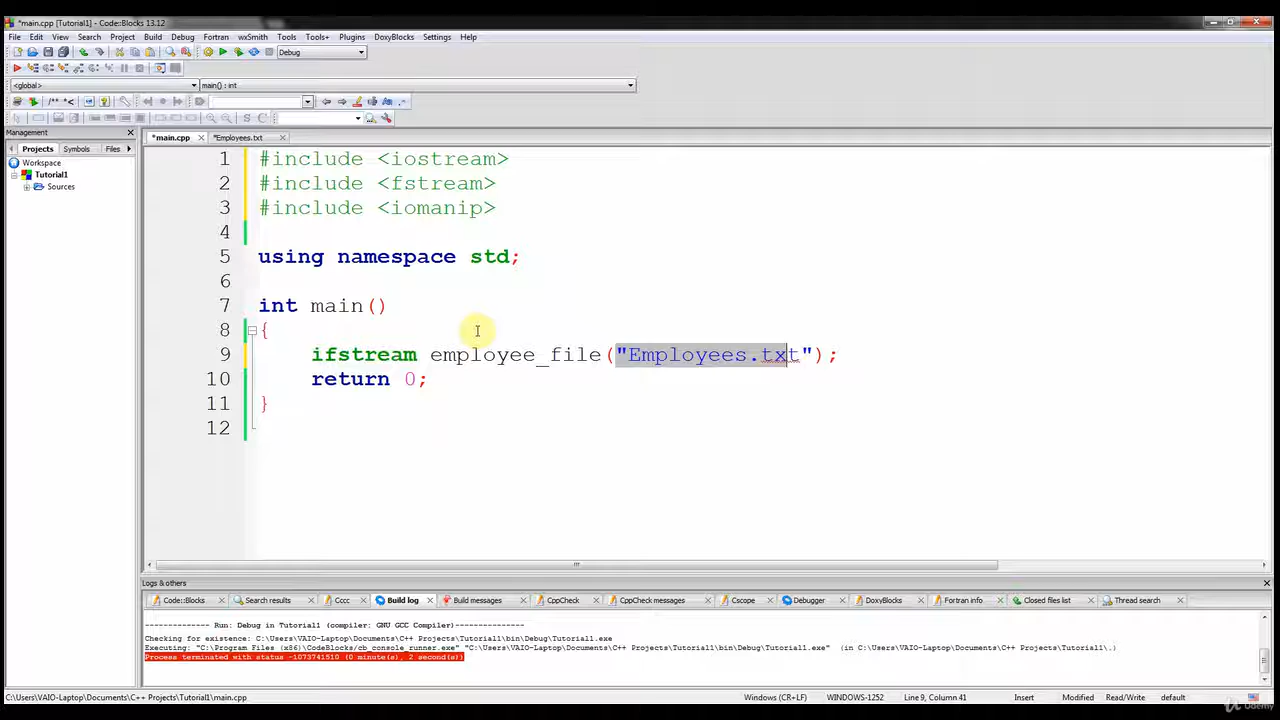 *main.cpp [Tutorial1] - Code::Blocks 13.12
File Edit View Search Project Build Debug Fortran wxSmith Tools Tools+ Plugins DoxyBlocks Settings Help
Debug
<global> main() : int
Management
*main.cpp *Employees.txt
Projects Symbols Files
Workspace
Tutorial1
Sources
1 #include <iostream>
2 #include <fstream>
3 #include <iomanip>
4
5 using namespace std;
6
7 int main()
8 {
9 ifstream employee_file("Employees.txt");
10 return 0;
11 }
12
Logs & others
Code::Blocks Search results Cccc Build log Build messages CppCheck CppCheck messages Cscope Debugger DoxyBlocks Fortran info Closed files list Thread search
-------------- Run: Debug in Tutorial1 (compiler: GNU GCC Compiler)---------------
Checking for existence: C:\Users\VAIO-Laptop\Documents\C++ Projects\Tutorial1\bin\Debug\Tutorial1.exe
Executing: "C:\Program Files (x86)\CodeBlocks/cb_console_runner.exe" "C:\Users\VAIO-Laptop\Documents\C++ Projects\Tutorial1\bin\Debug\Tutorial1.exe" (in C:\Users\VAIO-Laptop\Documents\C++ Projects\Tutorial1\.)
Process terminated with status -1073741510 (0 minute(s), 2 second(s))
C:\Users\VAIO-Laptop\Documents\C++ Projects\Tutorial1\main.cpp Windows (CR+LF) WINDOWS-1252 Line 9, Column 41 Insert Modified Read/Write default
Udemy